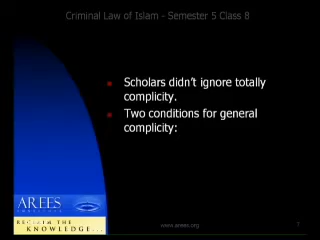 Criminal Law of Islam - Semester 5 Class 8
Scholars didn't ignore totally
complicity.
Two conditions for general
complicity:
AREES
RECLAIM THE
KNOWLEDGE
www.arees.org